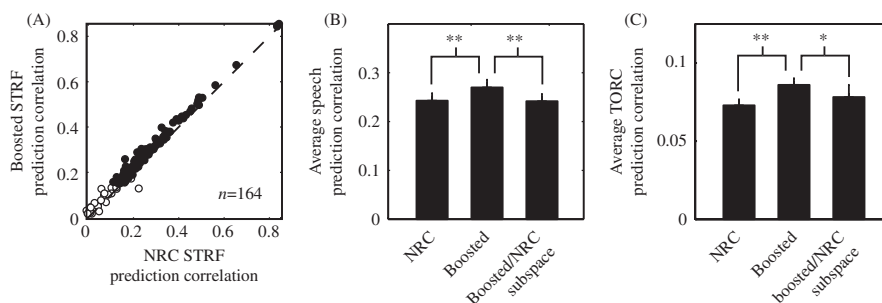 (A)
0.8
0.6
0.4
0.2
0
Boosted STRF
prediction correlation
n=164
0
0.2
0.4
0.6
0.8
NRC STRF
prediction correlation
(B)
0.3
0.2
0.1
0
Average speech
prediction correlation
**
**
NRC
Boosted
Boosted/NRC
subspace
(C)
0.1
0.05
0
Average TORC
prediction correlation
**
*
NRC
Boosted
boosted/NRC
subspace